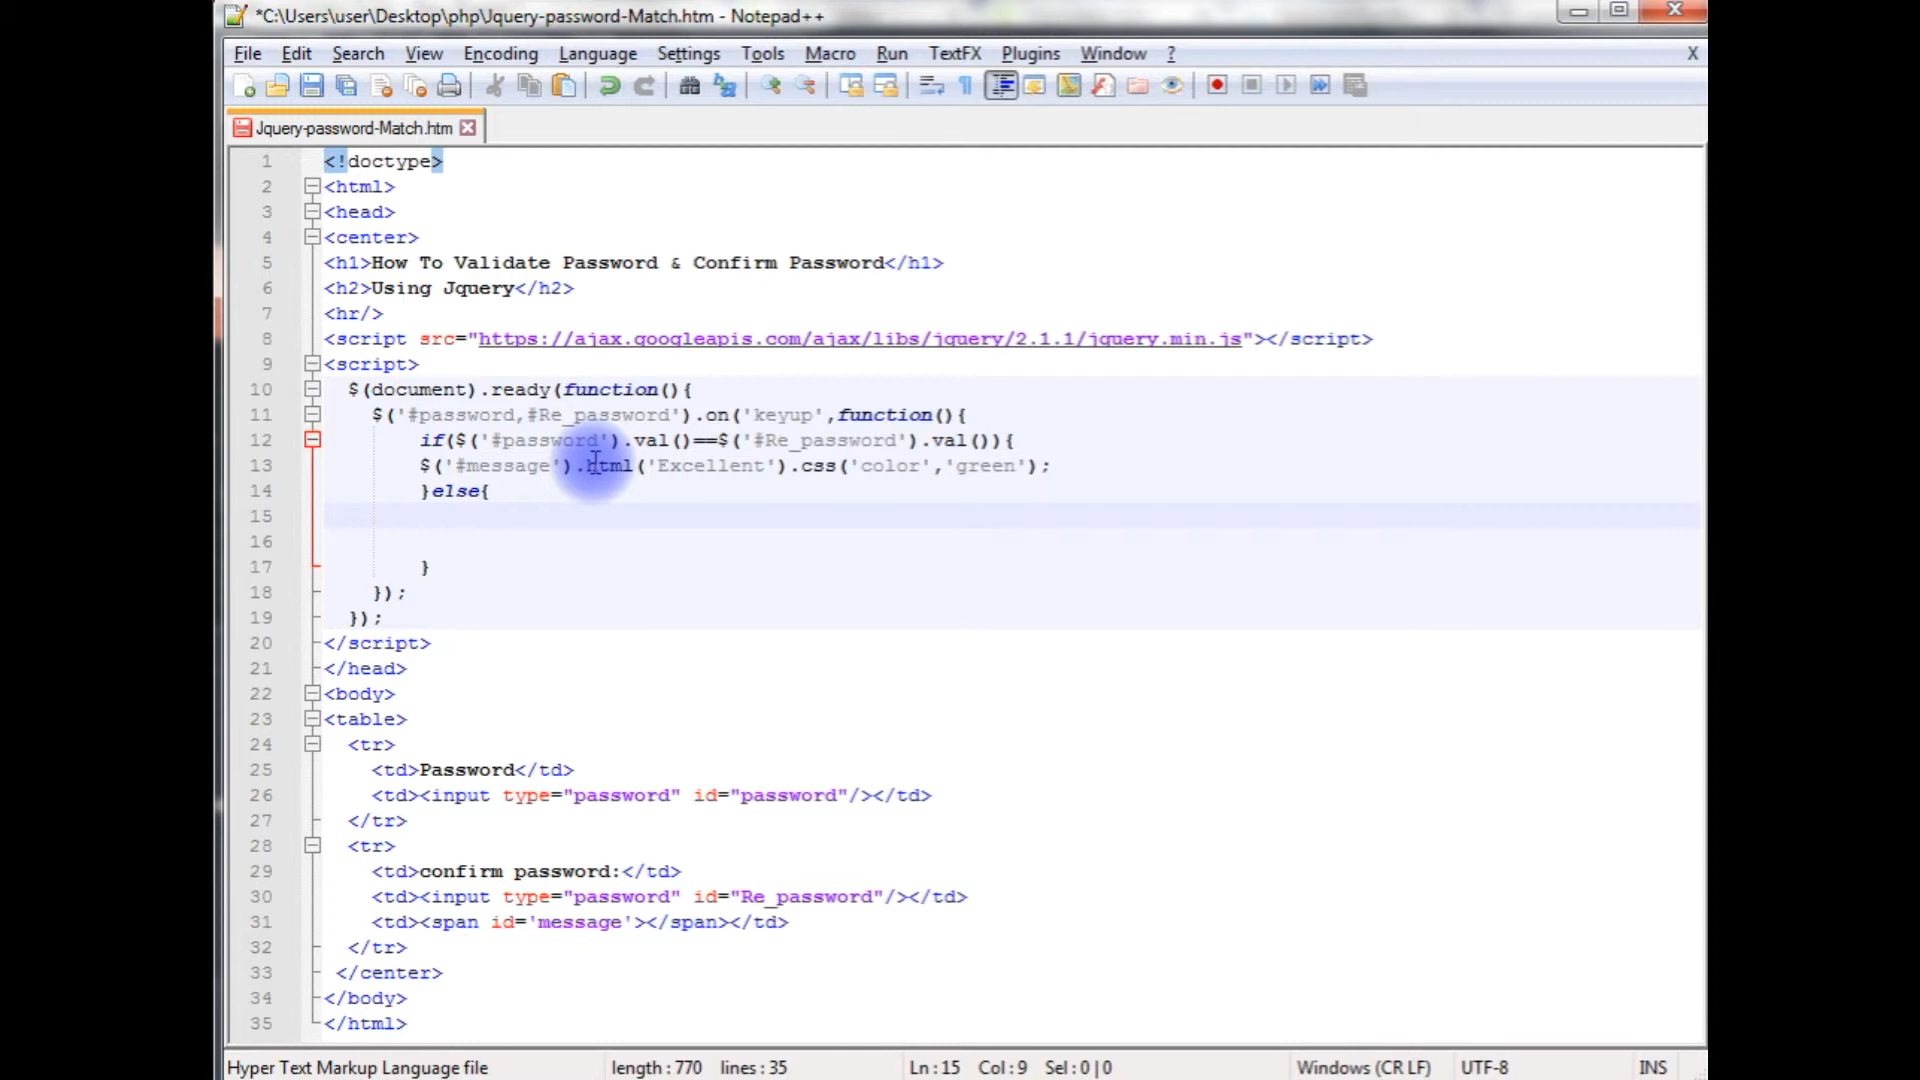 *C:\Users\user\Desktop\php\Jquery-password-Match.htm - Notepad++
File Edit Search View Encoding Language Settings Tools Macro Run TextFX Plugins Window ? X
Jquery-password-Match.htm
1 <!doctype>
2 <html>
3 <head>
4 <center>
5 <h1>How To Validate Password & Confirm Password</h1>
6 <h2>Using Jquery</h2>
7 <hr/>
8 <script src="https://ajax.googleapis.com/ajax/libs/jquery/2.1.1/jquery.min.js"></script>
9 <script>
10 $(document).ready(function(){
11 $('#password,#Re_password').on('keyup',function(){
12 if($('#password').val()==$('#Re_password').val()){
13 $('#message').html('Excellent').css('color','green');
14 }else{
15
16
17 }
18 });
19 });
20 </script>
21 </head>
22 <body>
23 <table>
24 <tr>
25 <td>Password</td>
26 <td><input type="password" id="password"/></td>
27 </tr>
28 <tr>
29 <td>confirm password:</td>
30 <td><input type="password" id="Re_password"/></td>
31 <td><span id='message'></span></td>
32 </tr>
33 </center>
34 </body>
35 </html>
Hyper Text Markup Language file length : 770 lines : 35 Ln : 15 Col : 9 Sel : 0 | 0 Windows (CR LF) UTF-8 INS